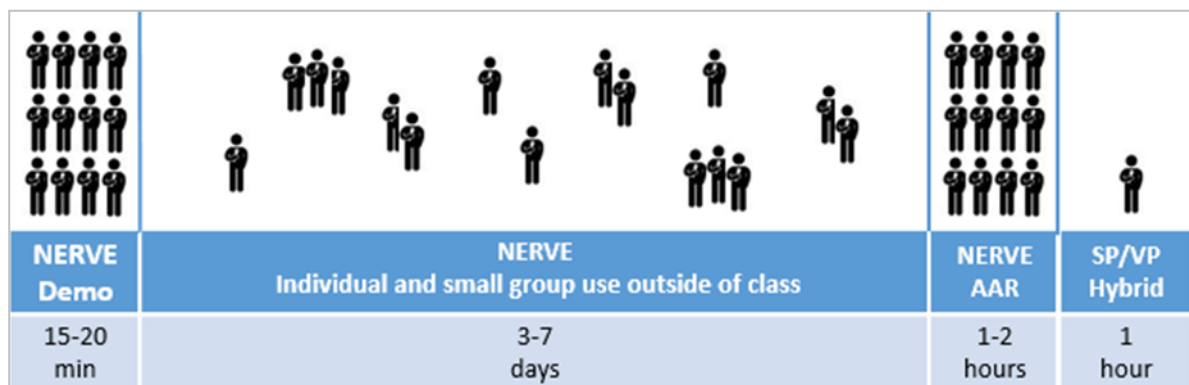 NERVE
Demo
NERVE
Individual and small group use outside of class
NERVE
AAR
SP/VP
Hybrid
15-20
min
3-7
days
1-2
hours
1
hour